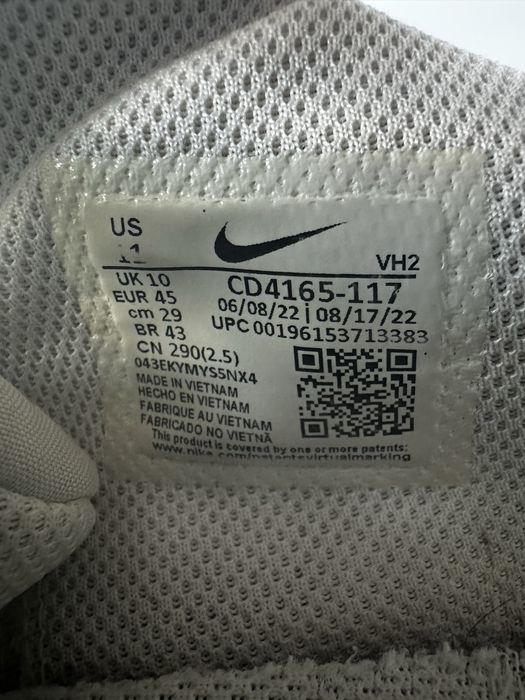 US
11
VH2
UK 10
EUR 45
cm 29
BR 43
CN 290(2.5)
CD4165-117
06/08/22 | 08/17/22
UPC 00196153713383
043EKYMYS5NX4
MADE IN VIETNAM
HECHO EN VIETNAM
FABRIQUE AU VIETNAM
FABRICADO NO VIETNÃ
This product is covered by one or more patents:
www.nike.com/patentsvirtualmarking